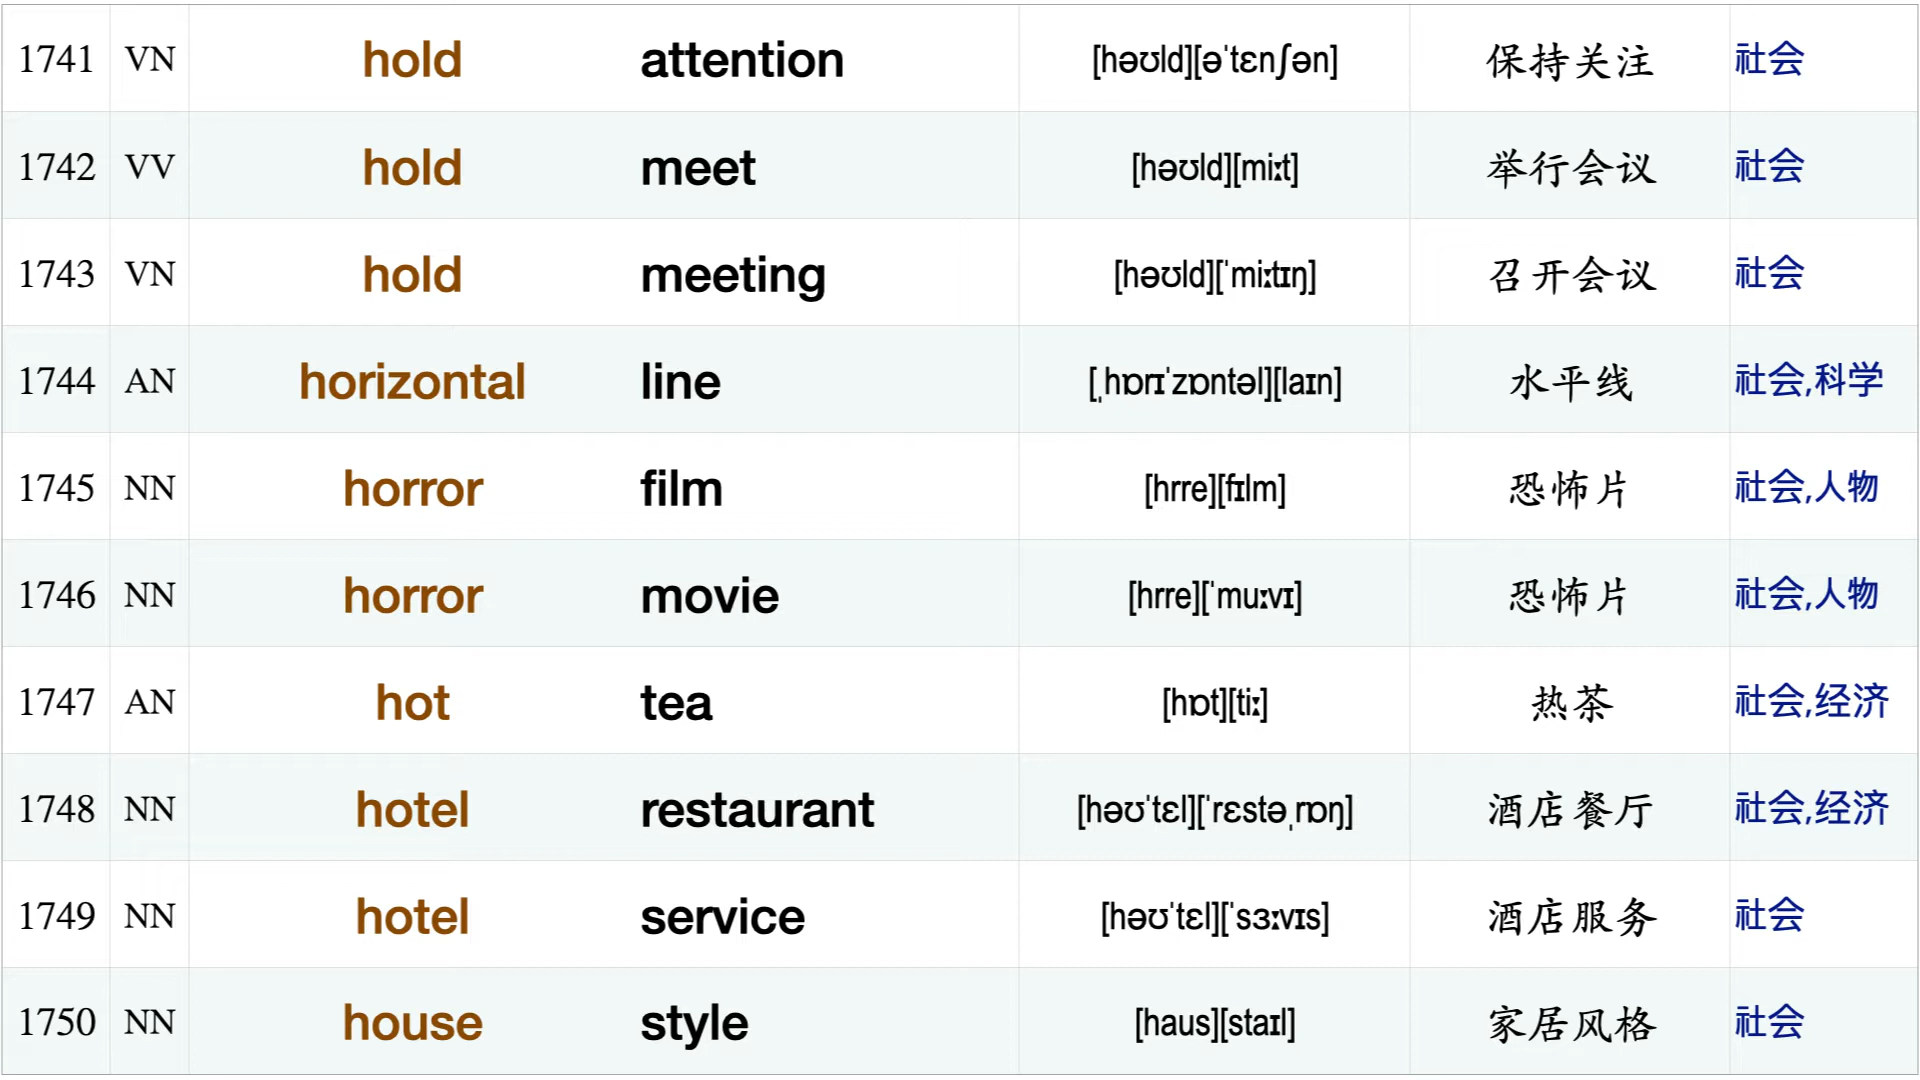 1741 VN hold attention [həʊld][əˈtɛnʃən] 保持关注 社会
1742 VV hold meet [həʊld][miːt] 举行会议 社会
1743 VN hold meeting [həʊld][ˈmiːtɪŋ] 召开会议 社会
1744 AN horizontal line [ˌhɒrɪˈzɒntəl][laɪn] 水平线 社会,科学
1745 NN horror film [hrre][fɪlm] 恐怖片 社会,人物
1746 NN horror movie [hrre][ˈmuːvɪ] 恐怖片 社会,人物
1747 AN hot tea [hɒt][tiː] 热茶 社会,经济
1748 NN hotel restaurant [həʊˈtɛl][ˈrɛstəˌrɒŋ] 酒店餐厅 社会,经济
1749 NN hotel service [həʊˈtɛl][ˈsɜːvɪs] 酒店服务 社会
1750 NN house style [haus][staɪl] 家居风格 社会